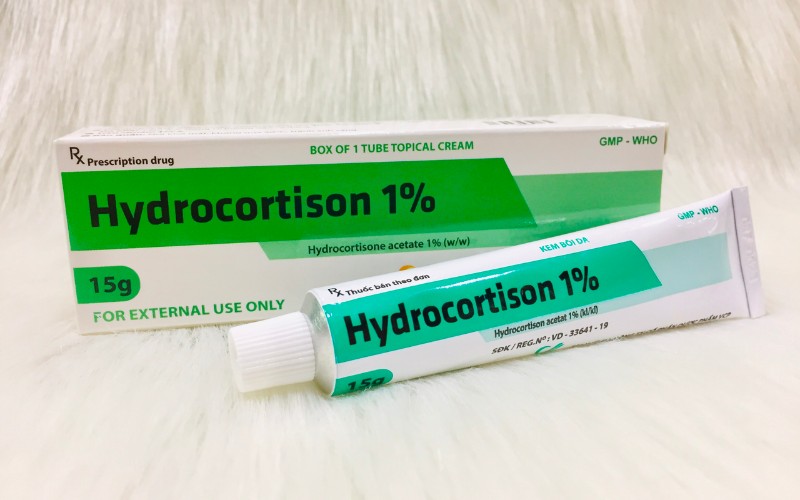 Rx Prescription drug
BOX OF 1 TUBE TOPICAL CREAM
GMP - WHO
Hydrocortison 1%
Hydrocortisone acetate 1% (w/w)
15g
FOR EXTERNAL USE ONLY
Rx Thuốc bán theo đơn
KEM BÔI DA
GMP - WHO
Hydrocortison 1%
Hydrocortison acetat 1% (kl/kl)
SĐK / REG.Nº : VD - 33641 - 19
15g